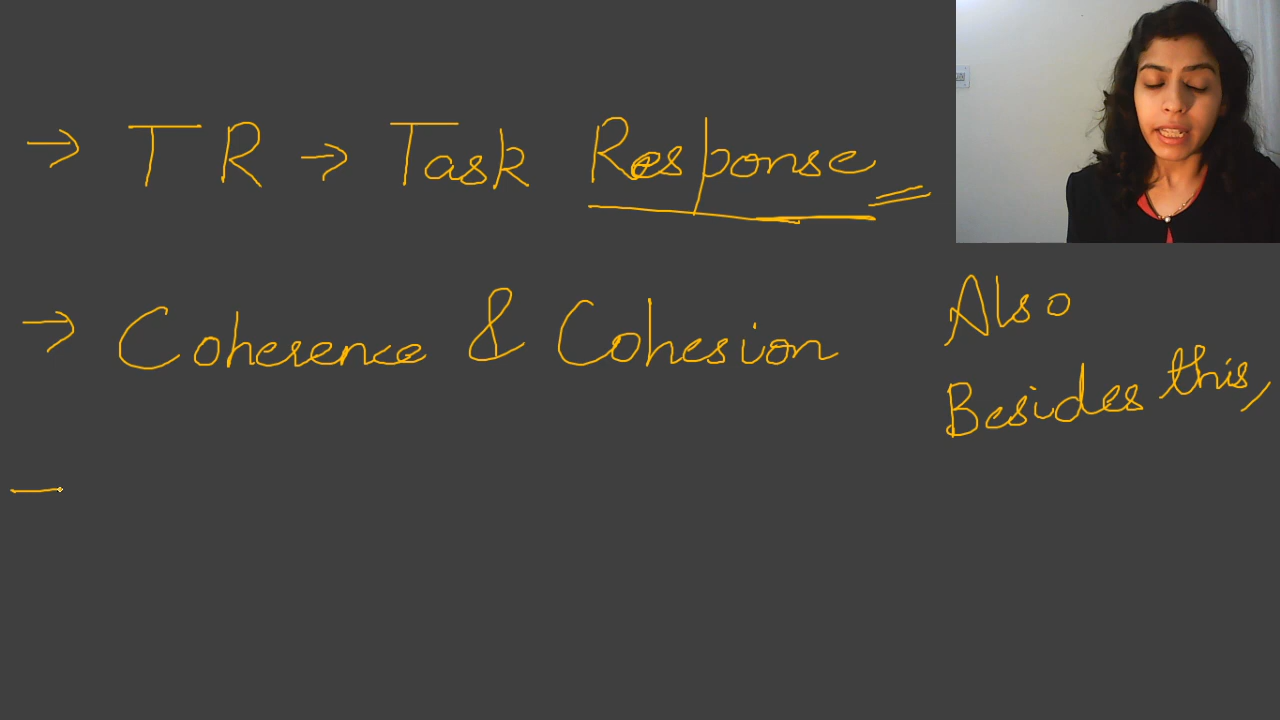 → TR → Task Response
→ Coherence & Cohesion
Also
Besides this,